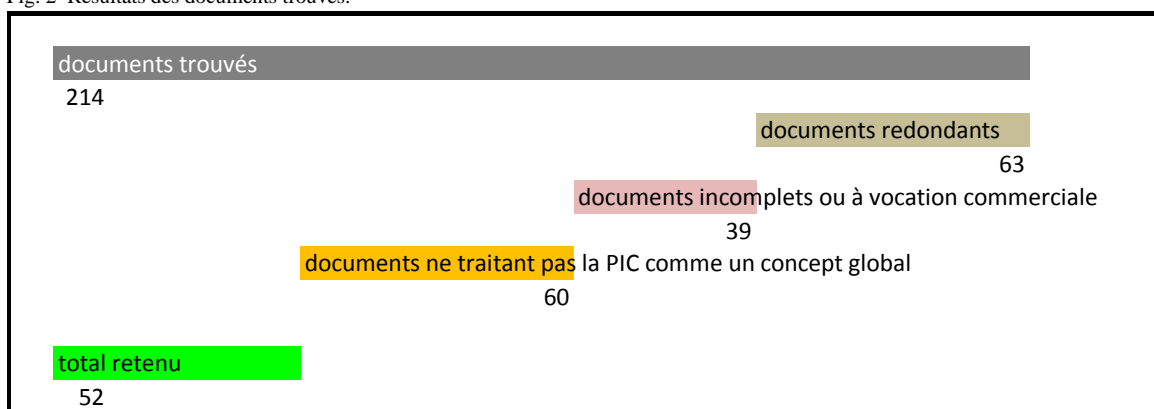 Fig. 2 Résultats des documents trouvés.
documents trouvés
214
documents redondants
63
documents incomplets ou à vocation commerciale
39
documents ne traitant pas la PIC comme un concept global
60
total retenu
52